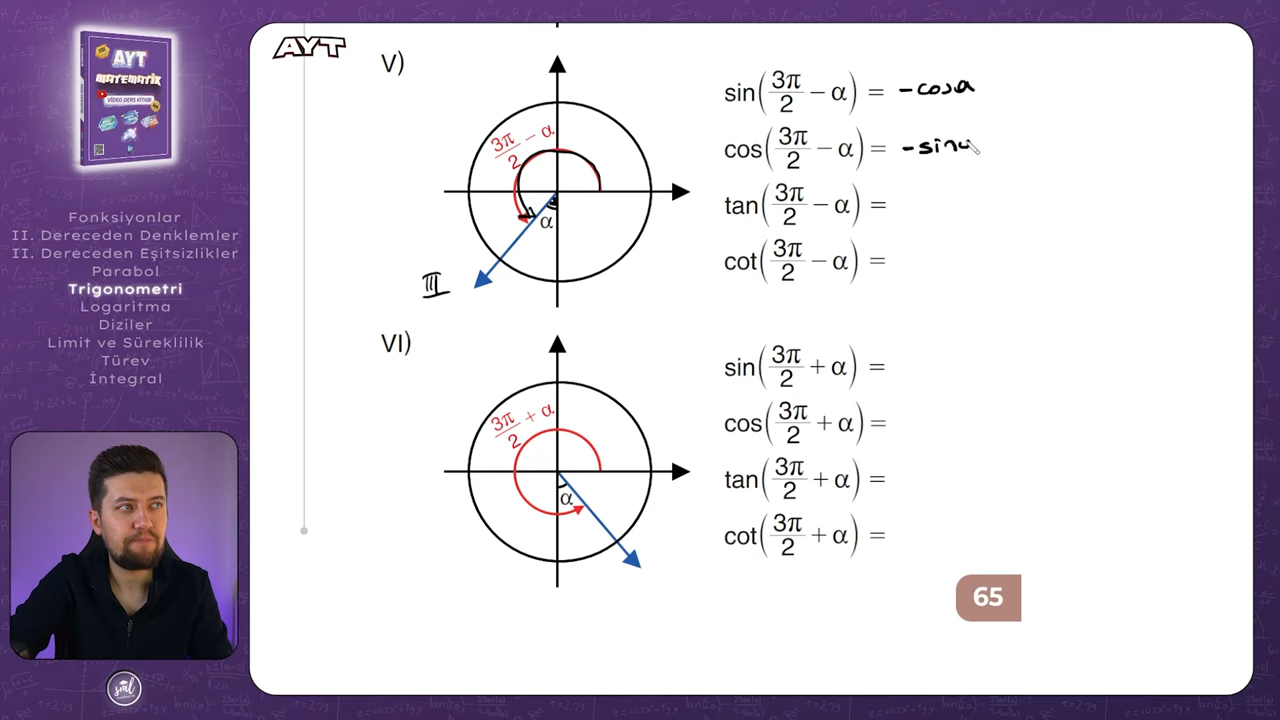 AYT
MATEMATİK
VİDEO DERS KİTABI
Fonksiyonlar
II. Dereceden Denklemler
II. Dereceden Eşitsizlikler
Parabol
Trigonometri
Logaritma
Diziler
Limit ve Süreklilik
Türev
İntegral
sml
AYT
V)
3π/2 − α
α
III
sin(3π/2 − α) = -cosα
cos(3π/2 − α) = -sinα
tan(3π/2 − α) =
cot(3π/2 − α) =
VI)
3π/2 + α
α
sin(3π/2 + α) =
cos(3π/2 + α) =
tan(3π/2 + α) =
cot(3π/2 + α) =
65